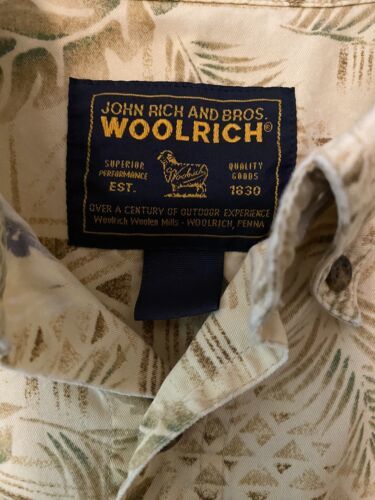 JOHN RICH AND BROS.
WOOLRICH®
SUPERIOR PERFORMANCE
EST.
Woolrich
QUALITY GOODS
1830
OVER A CENTURY OF OUTDOOR EXPERIENCE
Woolrich Woolen Mills - WOOLRICH, PENNA